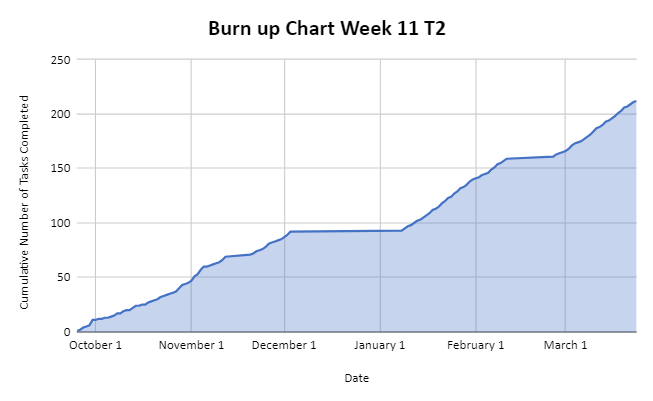 Burn up Chart Week 11 T2
Cumulative Number of Tasks Completed
250
200
150
100
50
0
October 1
November 1
December 1
January 1
February 1
March 1
Date